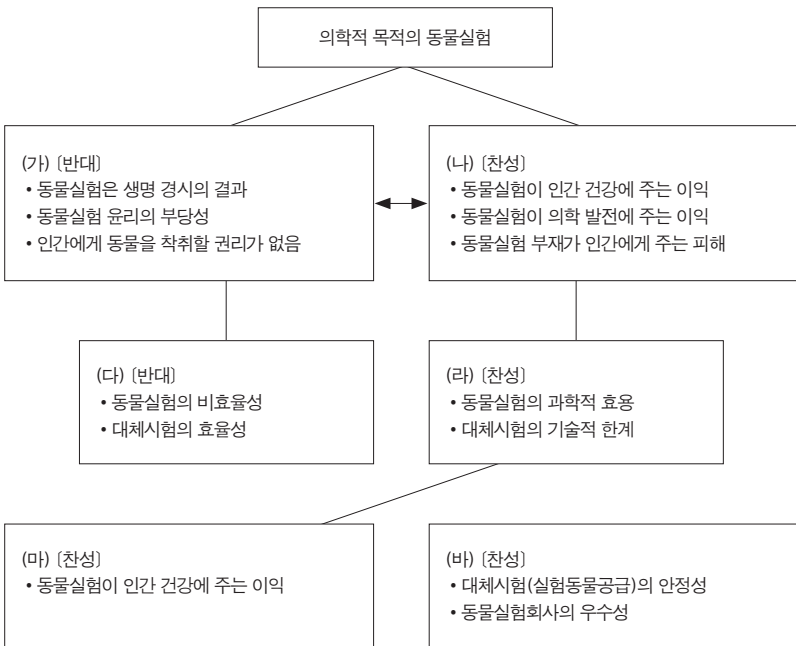 의학적 목적의 동물실험
(가) [반대]
• 동물실험은 생명 경시의 결과
• 동물실험 윤리의 부당성
• 인간에게 동물을 착취할 권리가 없음
(나) [찬성]
• 동물실험이 인간 건강에 주는 이익
• 동물실험이 의학 발전에 주는 이익
• 동물실험 부재가 인간에게 주는 피해
(다) [반대]
• 동물실험의 비효율성
• 대체시험의 효율성
(라) [찬성]
• 동물실험의 과학적 효용
• 대체시험의 기술적 한계
(마) [찬성]
• 동물실험이 인간 건강에 주는 이익
(바) [찬성]
• 대체시험(실험동물공급)의 안정성
• 동물실험회사의 우수성